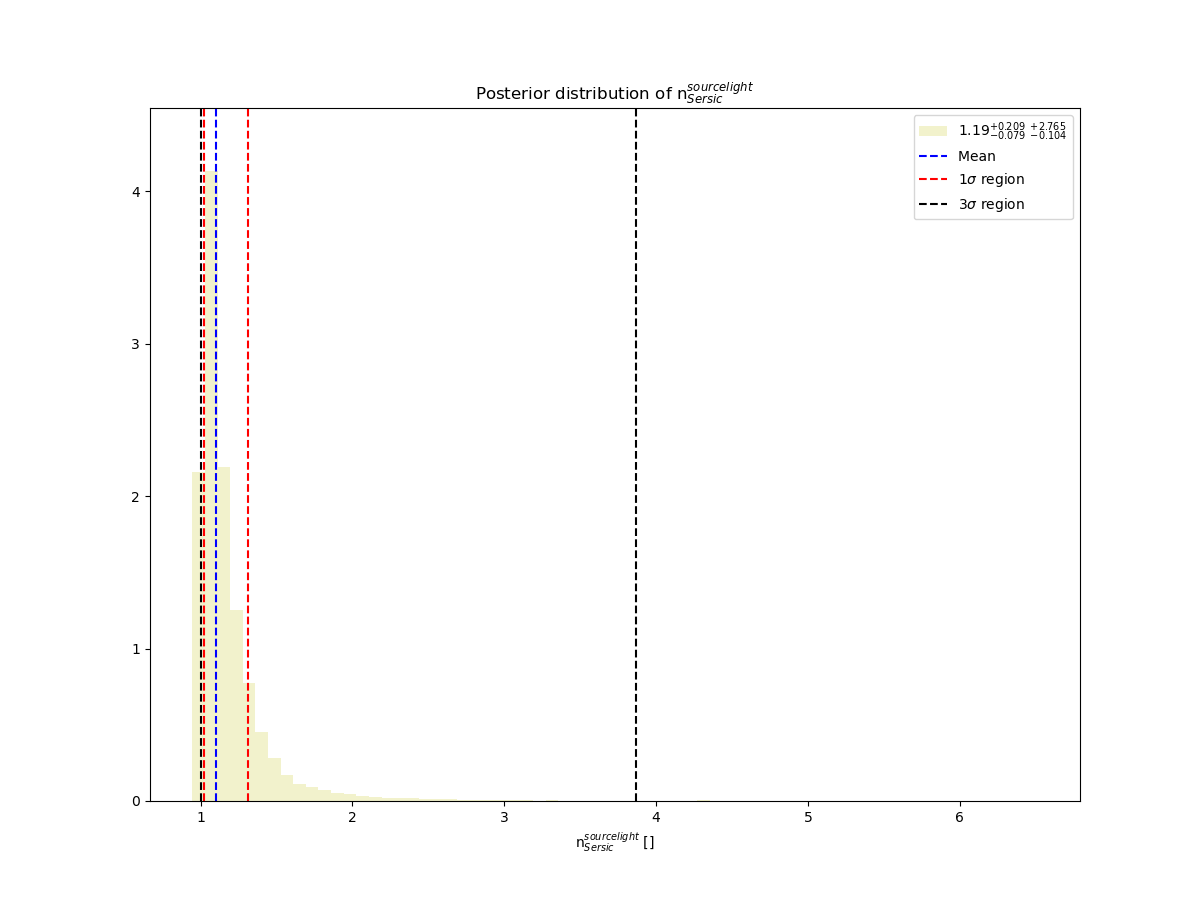 Posterior distribution of n$_{Sersic}^{sourcelight}$
1.19$^{+0.209}_{-0.079}$ $^{+2.765}_{-0.104}$
Mean
1σ region
3σ region
4
3
2
1
0
1 2 3 4 5 6
n$_{Sersic}^{sourcelight}$ []